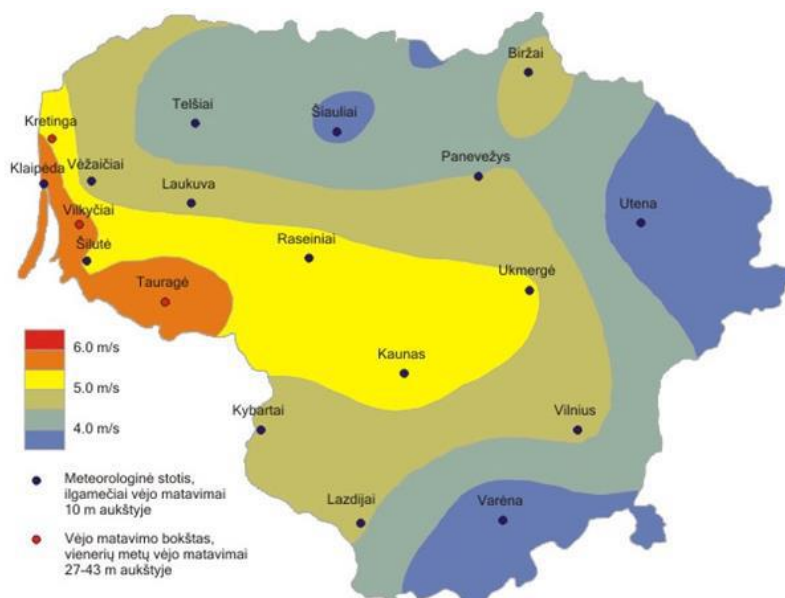 Biržai
Telšiai
Šiauliai
Kretinga
Panevežys
Klaipėda
Vėžaičiai
Laukuva
Utena
Vilkyčiai
Raseiniai
Šilutė
Ukmergė
Tauragė
6.0 m/s
5.0 m/s
4.0 m/s
Kaunas
Kybartai
Vilnius
Lazdijai
Varėna
Meteorologinė stotis,
ilgamečiai vėjo matavimai
10 m aukštyje
Vėjo matavimo bokštas,
vienerių metų vėjo matavimai
27-43 m aukštyje